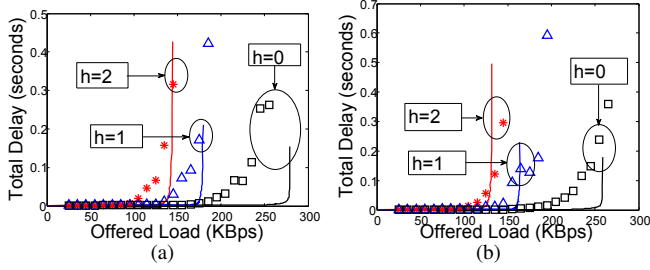 0.5
0.4
0.3
0.2
0.1
0
Total Delay (seconds)
h=2
h=1
h=0
0 50 100 150 200 250 300
Offered Load (KBps)
(a)
0.7
0.6
0.5
0.4
0.3
0.2
0.1
0
Total Delay (seconds)
h=2
h=1
h=0
0 50 100 150 200 250 300
Offered Load (KBps)
(b)